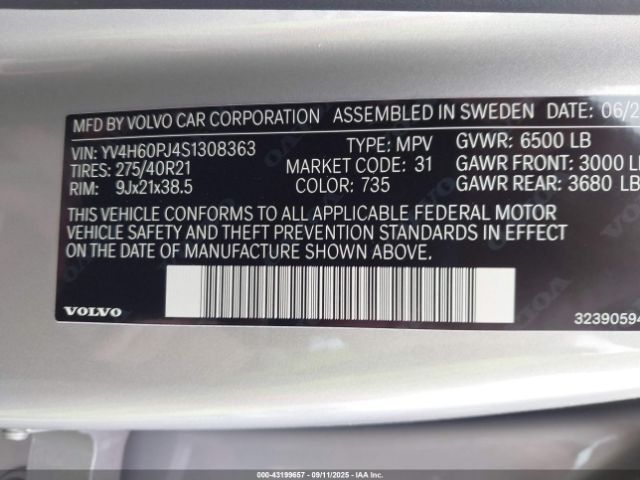 MFD BY VOLVO CAR CORPORATION ASSEMBLED IN SWEDEN DATE: 06/2
VIN: YV4H60PJ4S1308363 TYPE: MPV GVWR: 6500 LB
TIRES: 275/40R21 MARKET CODE: 31 GAWR FRONT: 3000 L
RIM: 9Jx21x38.5 COLOR: 735 GAWR REAR: 3680 LB
THIS VEHICLE CONFORMS TO ALL APPLICABLE FEDERAL MOTOR
VEHICLE SAFETY AND THEFT PREVENTION STANDARDS IN EFFECT
ON THE DATE OF MANUFACTURE SHOWN ABOVE.
VOLVO 32390594
000-43199657 - 09/11/2025 - IAAI.COM